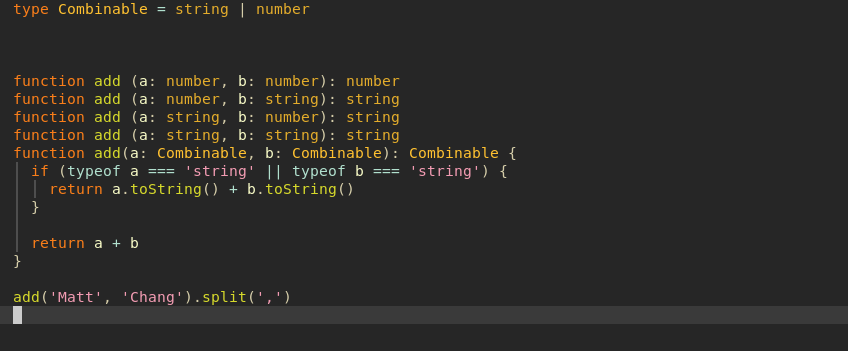 type Combinable = string | number
function add (a: number, b: number): number
function add (a: number, b: string): string
function add (a: string, b: number): string
function add (a: string, b: string): string
function add(a: Combinable, b: Combinable): Combinable {
  if (typeof a === 'string' || typeof b === 'string') {
    return a.toString() + b.toString()
  }
  return a + b
}
add('Matt', 'Chang').split(',')